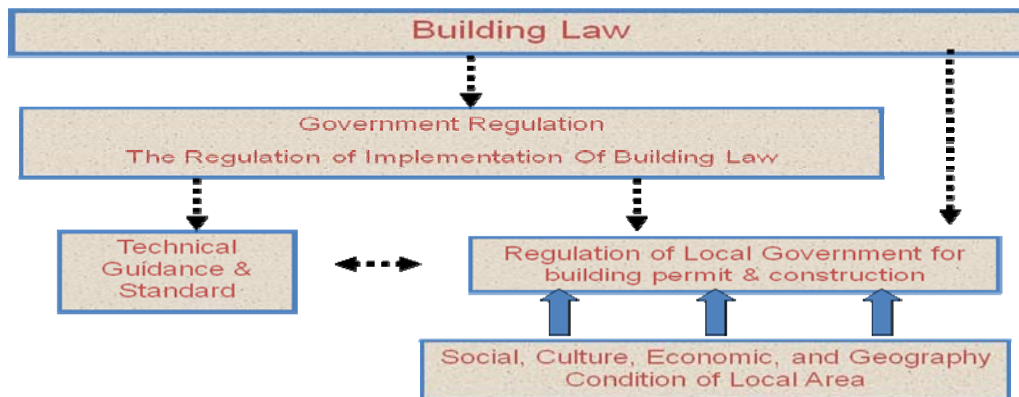 Building Law
Government Regulation
The Regulation of Implementation Of Building Law
Technical
Guidance &
Standard
Regulation of Local Government for
building permit & construction
Social, Culture, Economic, and Geography
Condition of Local Area